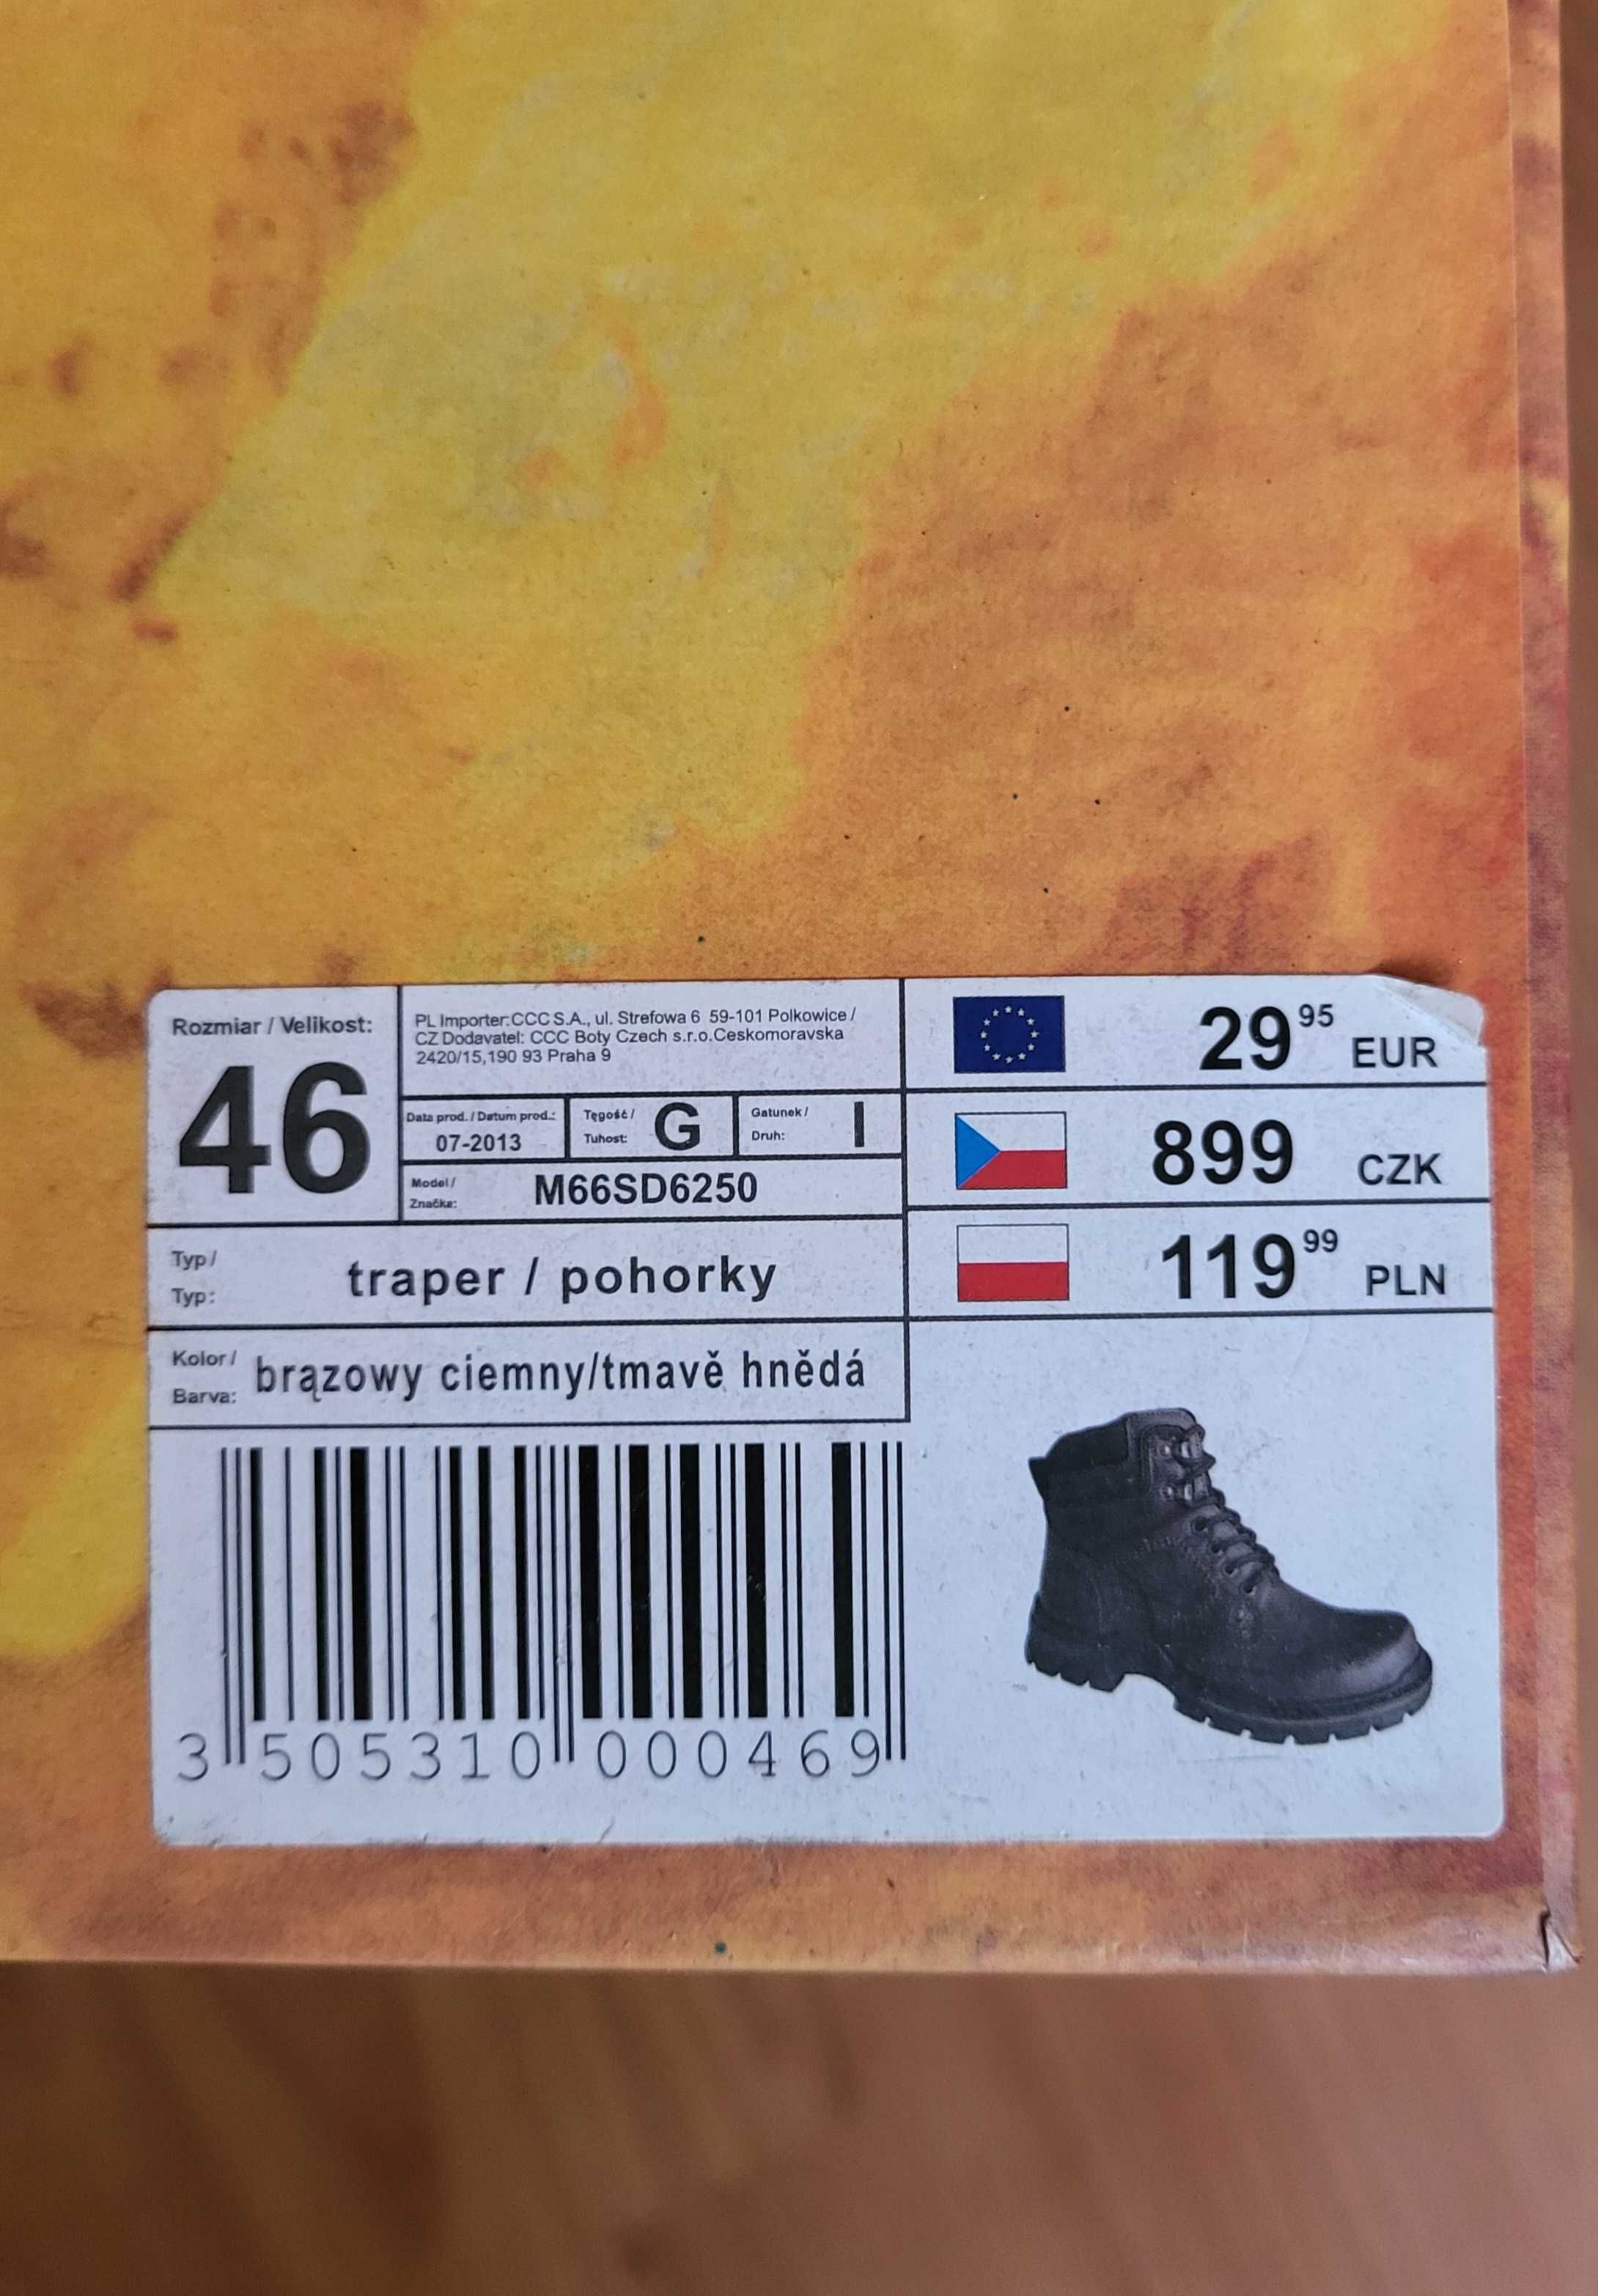 Rozmiar / Velikost:
46
PL Importer:CCC S.A., ul. Strefowa 6 59-101 Polkowice /
CZ Dodavatel: CCC Boty Czech s.r.o.Ceskomoravska
2420/15,190 93 Praha 9
Data prod. / Datum prod.:
07-2013
Tęgość /
Tuhost:
G
Gatunek /
Druh:
I
Model /
Značka:
M66SD6250
Typ /
Typ:
traper / pohorky
Kolor /
Barva:
brązowy ciemny/tmavě hnědá
3 505310 000469
29 95 EUR
899 CZK
119 99 PLN